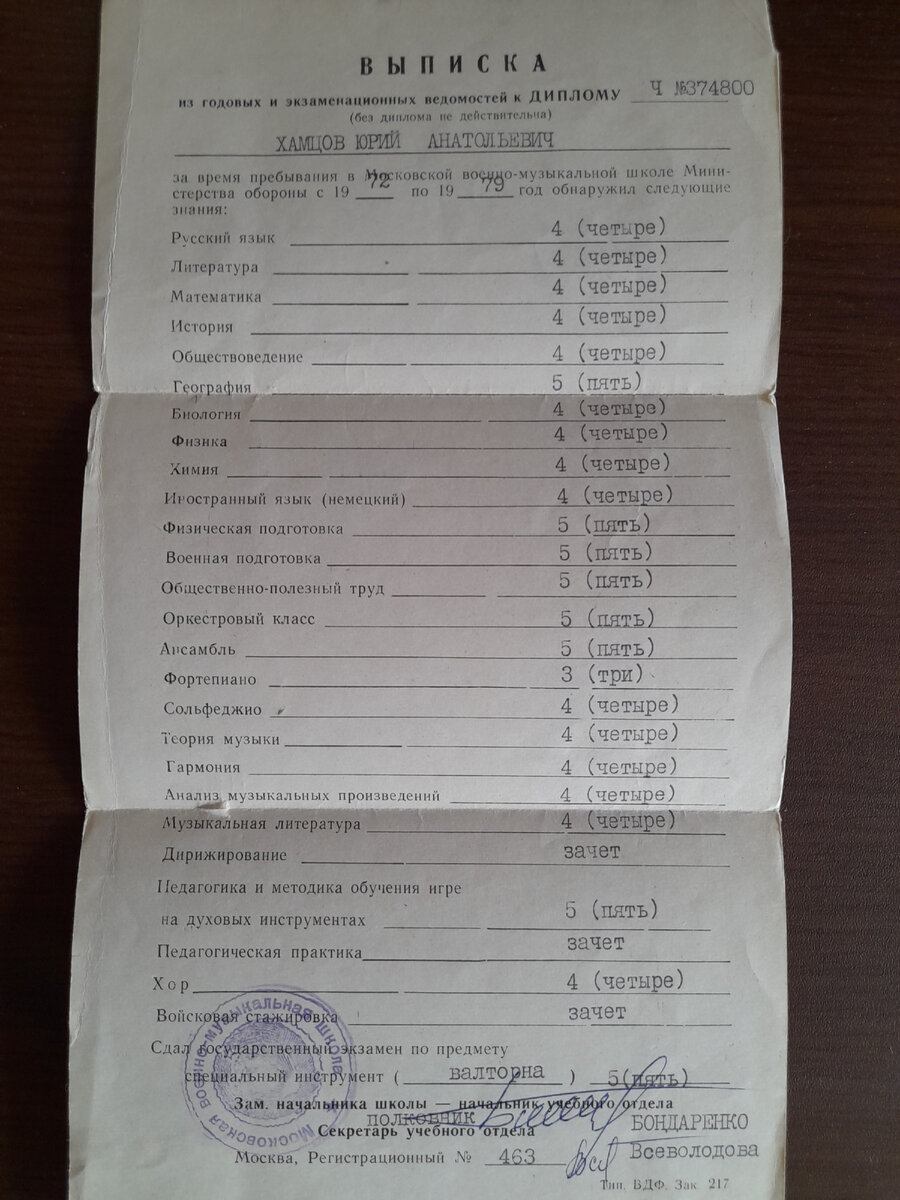 ВЫПИСКА
из годовых и экзаменационных ведомостей к ДИПЛОМУ Ч №374800
(без диплома не действительна)
ХАМЦОВ ЮРИЙ АНАТОЛЬЕВИЧ
за время пребывания в Московской военно-музыкальной школе Мини-
стерства обороны с 19 72 по 19 79 год обнаружил следующие
знания:
Русский язык 4 (четыре)
Литература 4 (четыре)
Математика 4 (четыре)
История 4 (четыре)
Обществоведение 4 (четыре)
География 5 (пять)
Биология 4 (четыре)
Физика 4 (четыре)
Химия 4 (четыре)
Иностранный язык (немецкий) 4 (четыре)
Физическая подготовка 5 (пять)
Военная подготовка 5 (пять)
Общественно-полезный труд 5 (пять)
Оркестровый класс 5 (пять)
Ансамбль 5 (пять)
Фортепиано 3 (три)
Сольфеджио 4 (четыре)
Теория музыки 4 (четыре)
Гармония 4 (четыре)
Анализ музыкальных произведений 4 (четыре)
Музыкальная литература 4 (четыре)
Дирижирование зачет
Педагогика и методика обучения игре
на духовых инструментах 5 (пять)
Педагогическая практика зачет
Хор 4 (четыре)
Войсковая стажировка зачет
Сдал государственный экзамен по предмету
специальный инструмент ( валторна ) 5(пять)
Зам. начальника школы — начальник учебного отдела
полковник БОНДАРЕНКО
Секретарь учебного отдела Всеволодова
Москва, Регистрационный № 463
Тип. ВДФ. Зак. 217
Московская военно-музыкальная школа